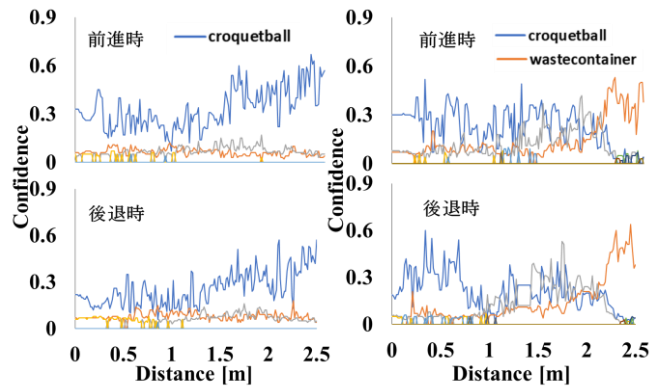 0.9
前進時
croquetball
0.6
0.3
0
Confidence
0.9
後退時
0.6
0.3
0
0 0.5 1 1.5 2 2.5
Distance [m]
0.9
前進時
croquetball
wastecontainer
0.6
0.3
0
Confidence
0.9
後退時
0.6
0.3
0
0 0.5 1 1.5 2 2.5
Distance [m]